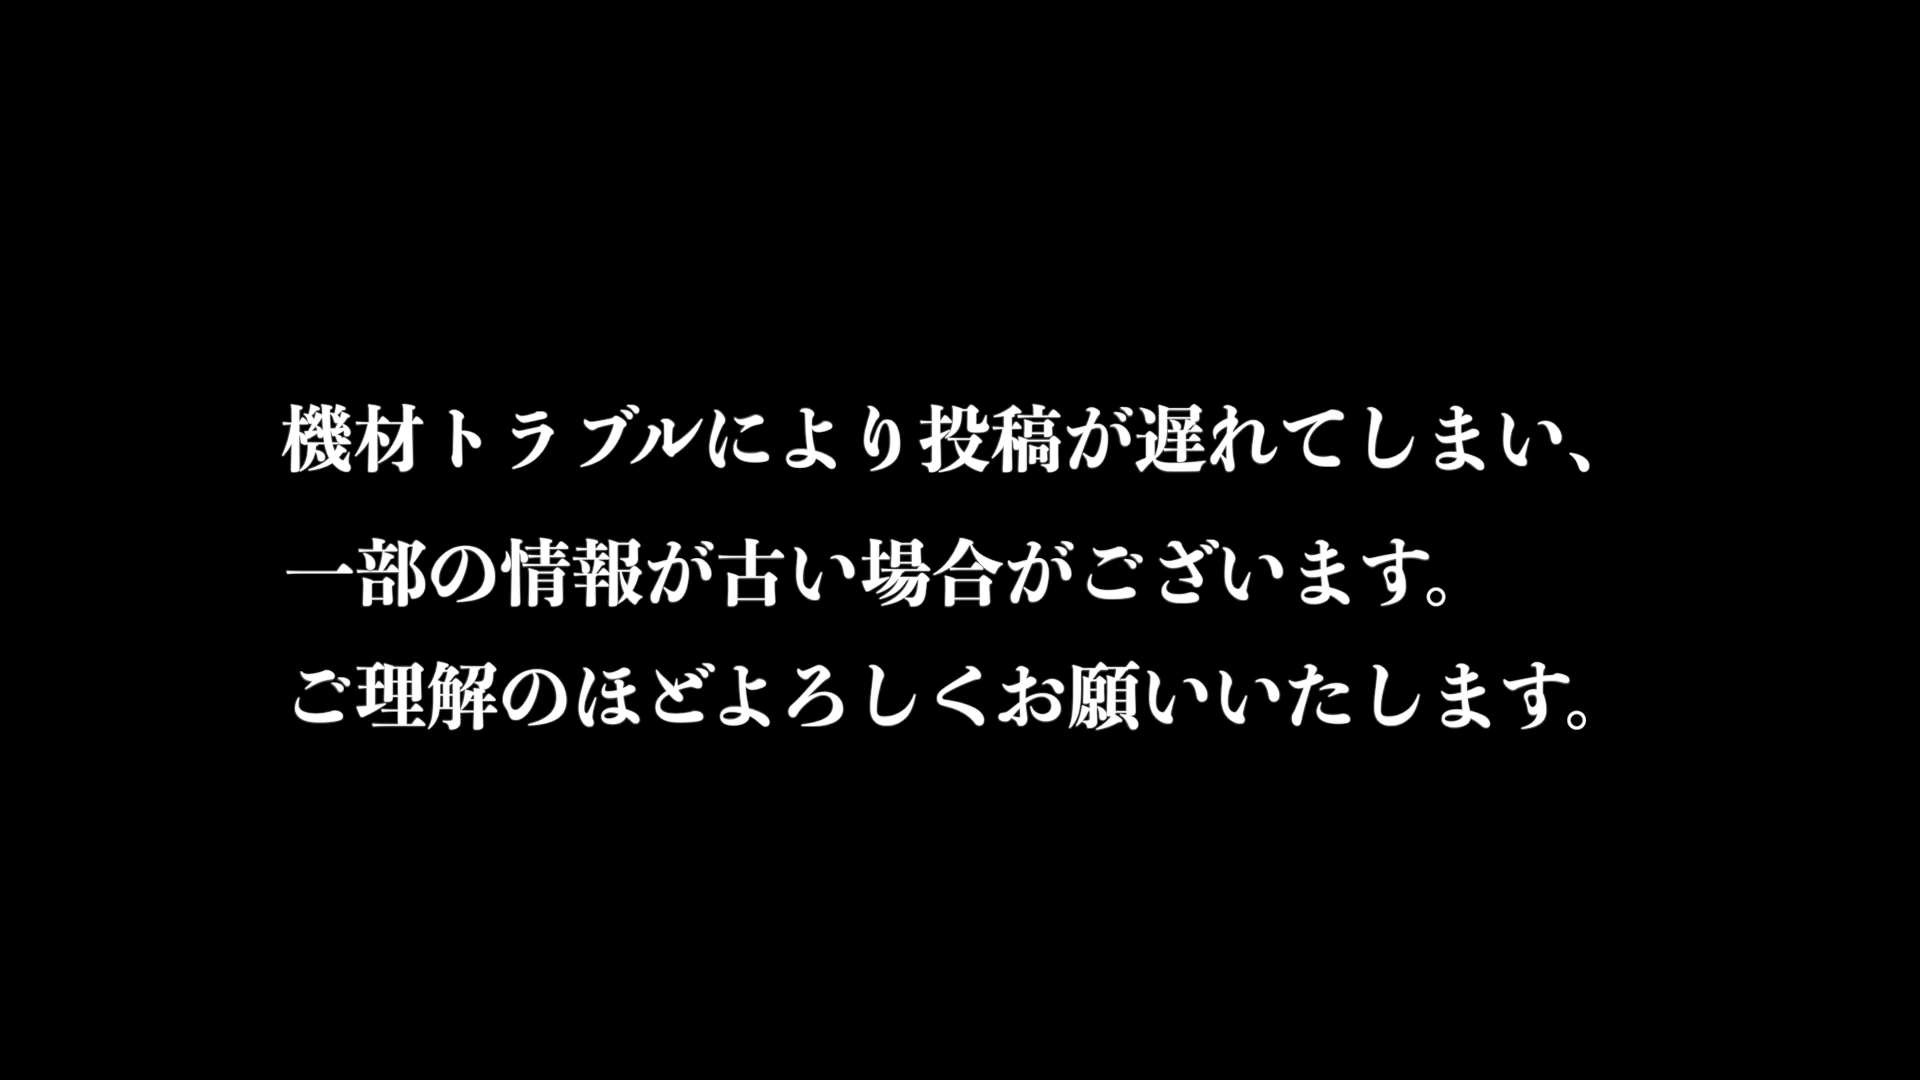 機材トラブルにより投稿が遅れてしまい、
一部の情報が古い場合がございます。
ご理解のほどよろしくお願いいたします。